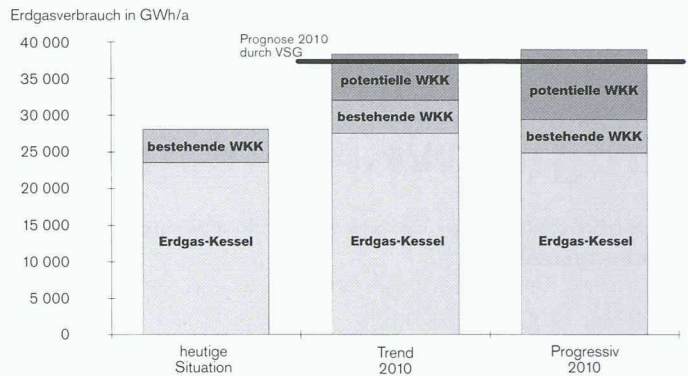 Erdgasverbrauch in GWh/a
40 000
35 000
30 000
25 000
20 000
15 000
10 000
5 000
0
Prognose 2010
durch VSG
bestehende WKK
Erdgas-Kessel
potentielle WKK
bestehende WKK
Erdgas-Kessel
potentielle WKK
bestehende WKK
Erdgas-Kessel
heutige
Situation
Trend
2010
Progressiv
2010